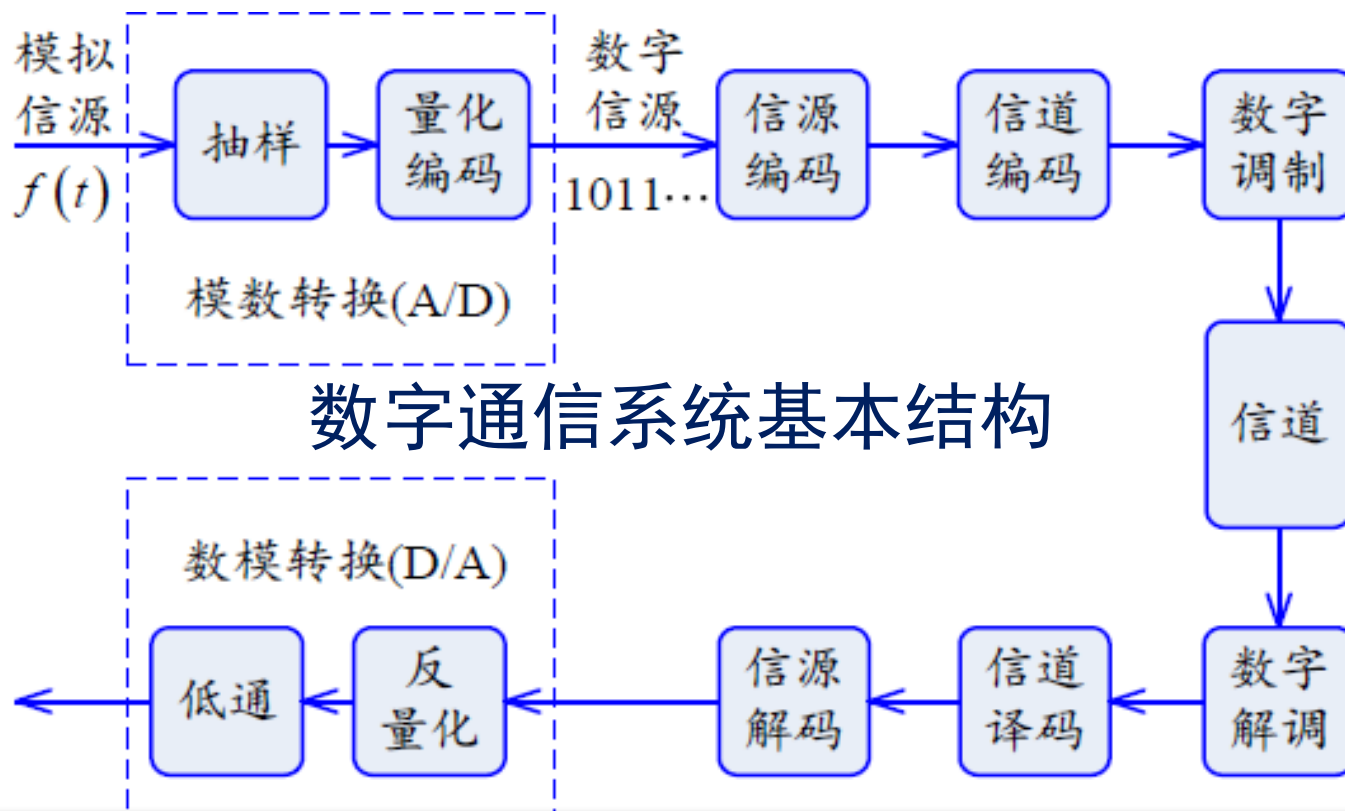 模拟
信源
f(t)
抽样
量化
编码
模数转换(A/D)
数字
信源
1011…
信源
编码
信道
编码
数字
调制
信道
数字通信系统基本结构
数模转换(D/A)
低通
反
量化
信源
解码
信道
译码
数字
解调